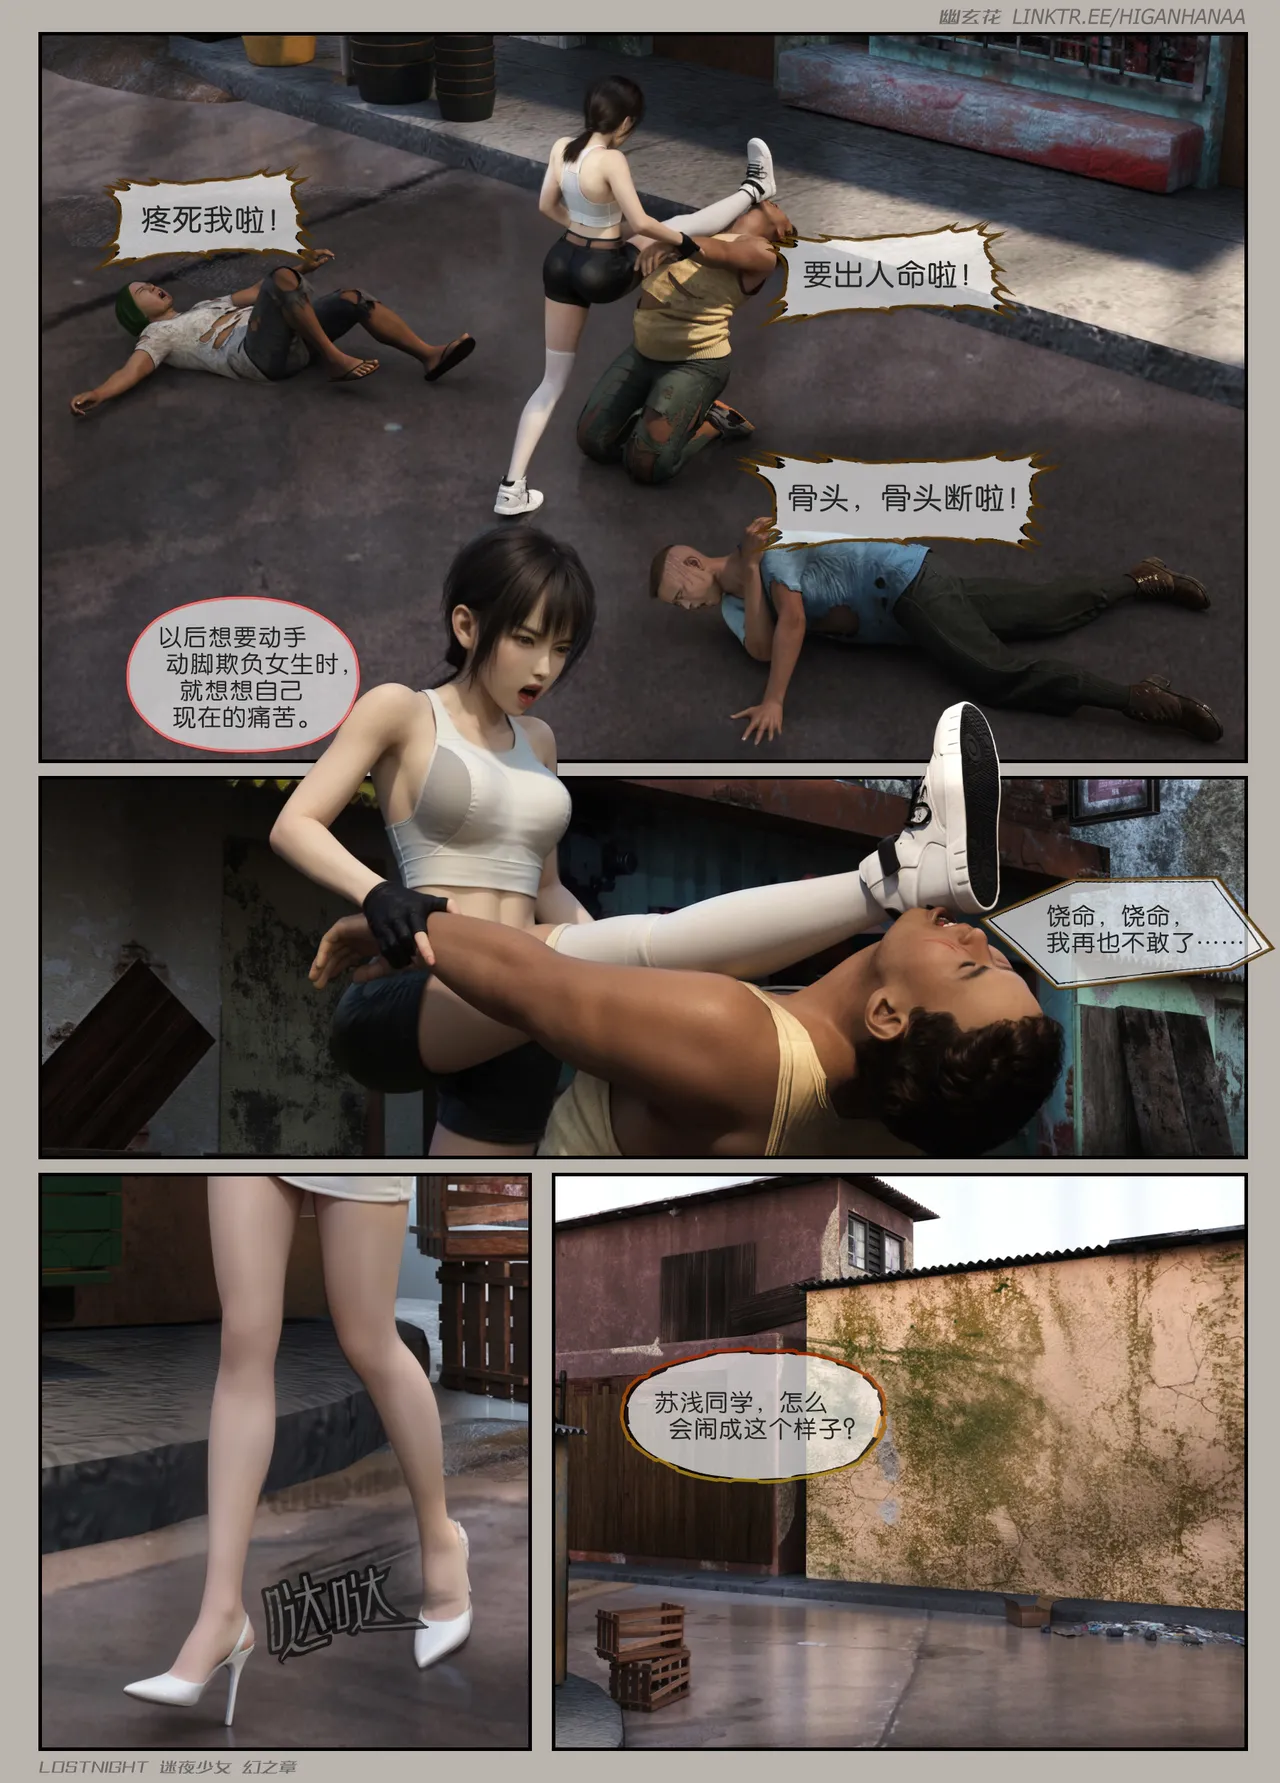 幽玄花 LINKTR.EE/HIGANHANAA
疼死我啦！
要出人命啦！
骨头，骨头断啦！
以后想要动手
动脚欺负女生时，
就想想自己
现在的痛苦。
饶命，饶命，
我再也不敢了……
哒哒
苏浅同学，怎么
会闹成这个样子？
LOSTNIGHT 迷夜少女 幻之章